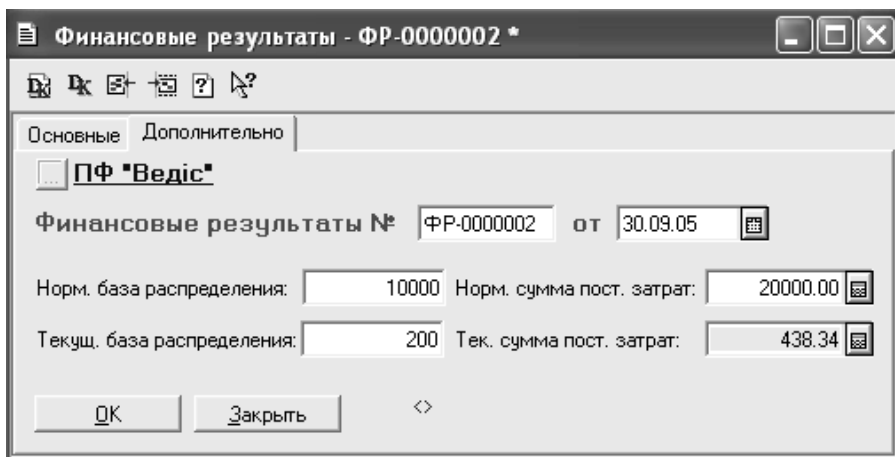 Финансовые результаты - ФР-0000002 *
Основные Дополнительно
... ПФ "Ведіс"
Финансовые результаты № ФР-0000002 от 30.09.05
Норм. база распределения: 10000 Норм. сумма пост. затрат: 20000.00
Текущ. база распределения: 200 Тек. сумма пост. затрат: 438.34
OK Закрыть <>